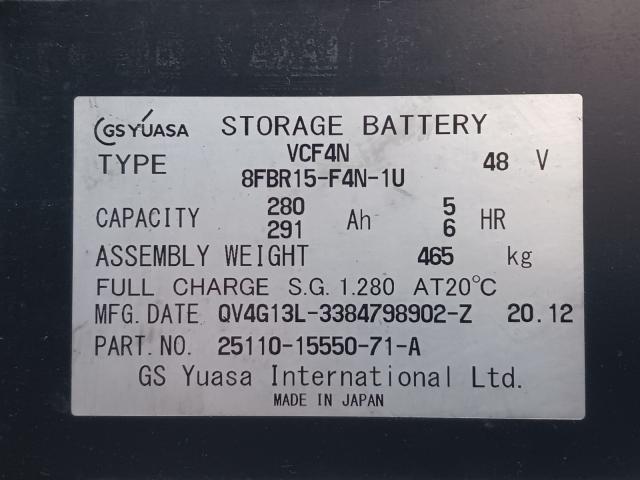 GS YUASA STORAGE BATTERY
TYPE VCF4N 48 V
8FBR15-F4N-1U
CAPACITY 280 Ah 5 HR
291 6
ASSEMBLY WEIGHT 465 kg
FULL CHARGE S.G. 1.280 AT20℃
MFG. DATE QV4G13L-3384798902-Z 20.12
PART. NO. 25110-15550-71-A
GS Yuasa International Ltd.
MADE IN JAPAN